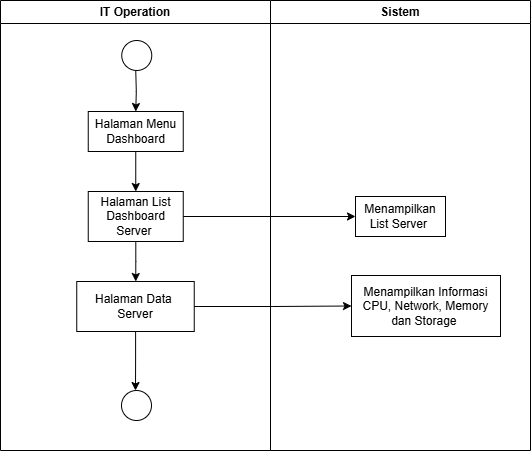 IT Operation
Sistem
Halaman Menu
Dashboard
Halaman List
Dashboard
Server
Menampilkan
List Server
Halaman Data
Server
Menampilkan Informasi
CPU, Network, Memory
dan Storage